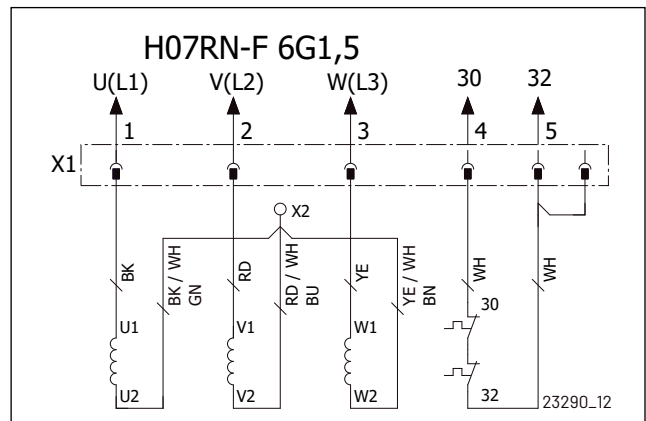 H07RN-F 6G1,5
U(L1) V(L2) W(L3) 30 32
1 2 3 4 5
X1
X2
BK BK / WH GN RD RD / WH BU YE YE / WH BN WH WH
30
U1 V1 W1
U2 V2 W2 32
23290_12